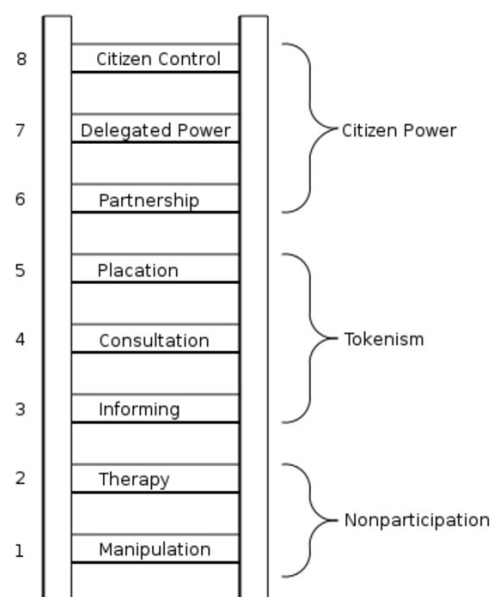 8 Citizen Control
7 Delegated Power Citizen Power
6 Partnership
5 Placation
4 Consultation Tokenism
3 Informing
2 Therapy
Nonparticipation
1 Manipulation